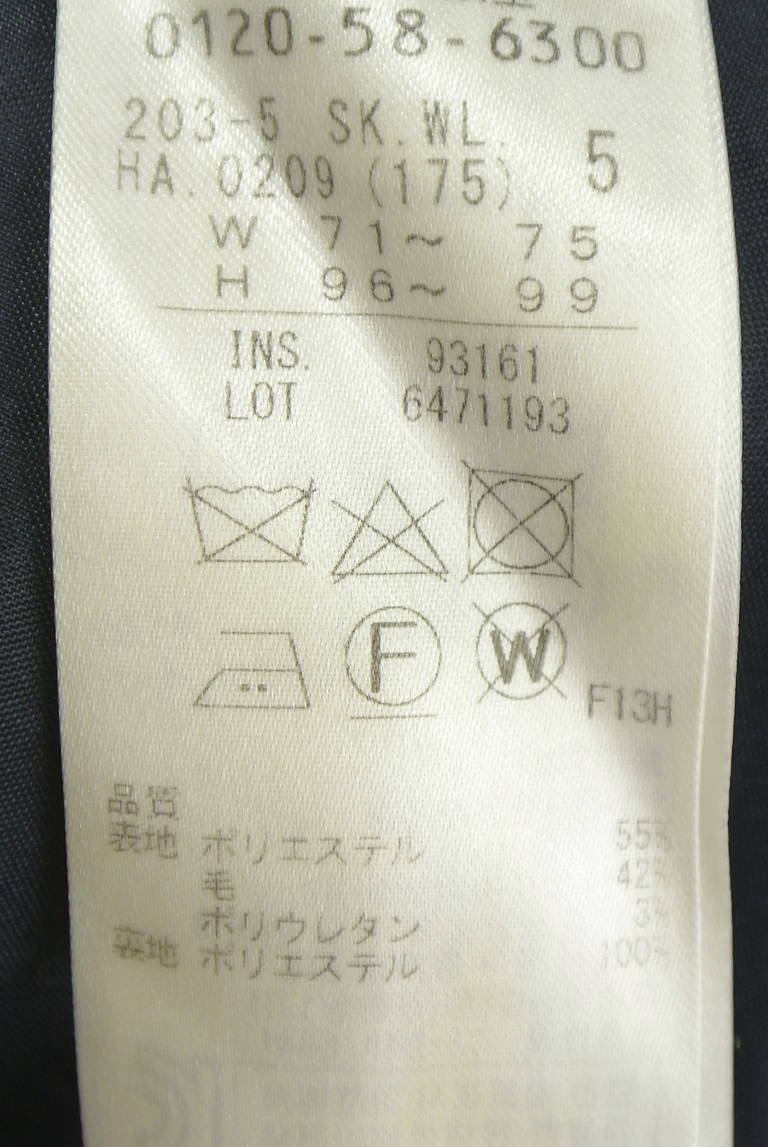 0120-58-6300
203-5 SK.WL.
HA.0209(175) 5
W 71～ 75
H 96～ 99
INS. 93161
LOT 6471193
F
W
F13H
品質
表地 ポリエステル 55%
毛 42%
ポリウレタン 3%
裏地 ポリエステル 100%